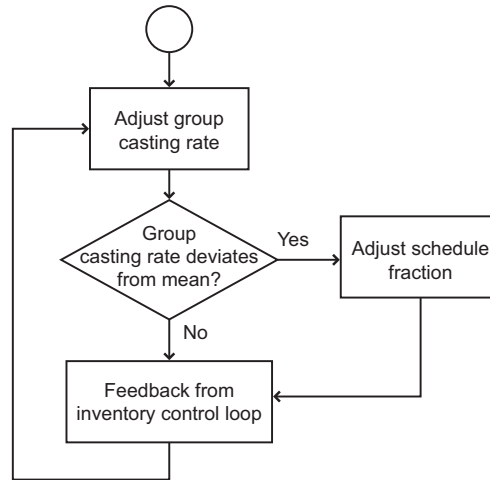 Adjust group
casting rate
Group
casting rate deviates
from mean?
Yes
Adjust schedule
fraction
No
Feedback from
inventory control loop